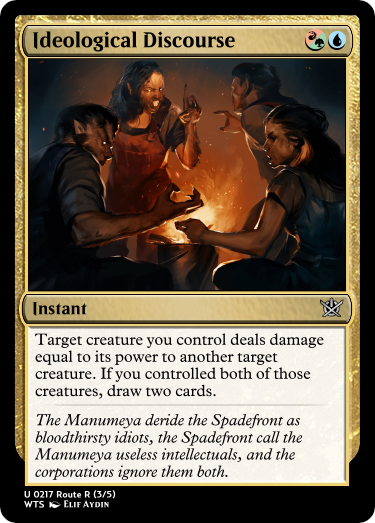 Ideological Discourse
Instant
Target creature you control deals damage
equal to its power to another target
creature. If you controlled both of those
creatures, draw two cards.
The Manumeya deride the Spadefront as
bloodthirsty idiots, the Spadefront call the
Manumeya useless intellectuals, and the
corporations ignore them both.
U 0217 Route R (3/5)
WTS Elif Aydin